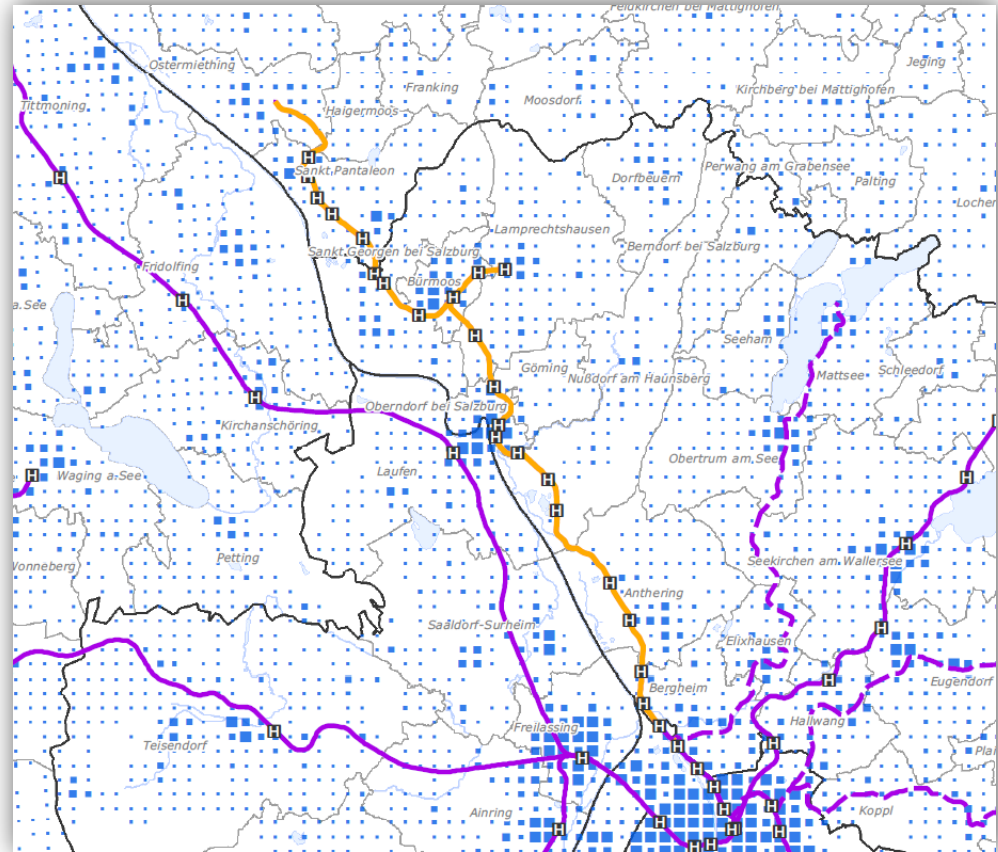 Feldkirchen bei Mattighofen
Ostermiething
Jeging
Franking
Kirchberg bei Mattighofen
Moosdorf
Tittmoning
Haigermoos
H
Perwang am Grabensee
Sankt Pantaleon
H
H
Dorfbeuern
Palting
H
Locher
H
Lamprechtshausen
H
Berndorf bei Salzburg
Sankt Georgen bei Salzburg
Fridolfing
H
H
H
H
Bürmoos
H
H
H
a.See
H
H
Seeham
Göming
Schleedorf
Mattsee
Nußdorf am Haunsberg
H
H
Oberndorf bei Salzburg
Kirchanschöring
H
H
H
H
Obertrum am See
Laufen
H
Waging a.See
H
H
H
H
Petting
Seekirchen am Wallersee
Wonneberg
H
Anthering
H
Saaldorf-Surheim
H
Elixhausen
H
H
Eugendorf
Bergheim
H
Hallwang
Freilassing
H
H
Teisendorf
H
H
H
Plai
H
H
H
H
Koppl
Ainring
H
H
H
H
H
H
H
H